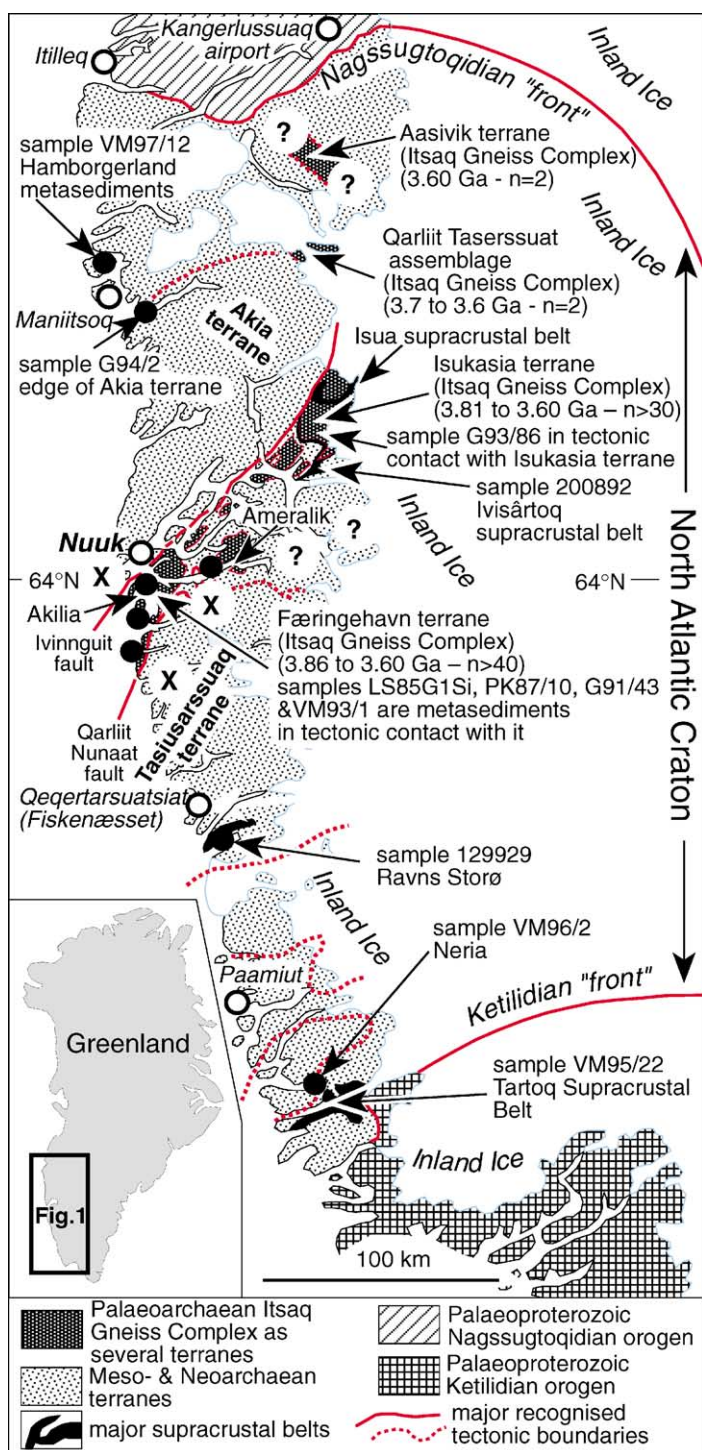 Kangerlussuaq
airport
Itilleq
Nagssugtoqidian "front"
Inland Ice
sample VM97/12
Hamborgerland
metasediments
?
?
Aasivik terrane
(Itsaq Gneiss Complex)
(3.60 Ga - n=2)
Inland Ice
Qarliit Taserssuat
assemblage
(Itsaq Gneiss Complex)
(3.7 to 3.6 Ga - n=2)
Maniitsoq
Akia
terrane
sample G94/2
edge of Akia terrane
Isua supracrustal belt
Isukasia terrane
(Itsaq Gneiss Complex)
(3.81 to 3.60 Ga – n>30)
sample G93/86 in tectonic
contact with Isukasia terrane
sample 200892
Ivisârtoq
supracrustal belt
Inland Ice
Ameralik
?
?
Nuuk
64°N
X
X
64°N
North Atlantic Craton
Akilia
Ivinnguit
fault
X
Færingehavn terrane
(Itsaq Gneiss Complex)
(3.86 to 3.60 Ga – n>40)
samples LS85G1Si, PK87/10, G91/43
&VM93/1 are metasediments
in tectonic contact with it
Qarliit
Nunaat
fault
Tasiusarssuaq
terrane
Qeqertarsuatsiat
(Fiskenæsset)
sample 129929
Ravns Storø
Inland Ice
sample VM96/2
Neria
Paamiut
Ketilidian "front"
Greenland
sample VM95/22
Tartoq Supracrustal
Belt
Inland Ice
Fig.1
100 km
Palaeoarchaean Itsaq
Gneiss Complex as
several terranes
Meso- & Neoarchaean
terranes
major supracrustal belts
Palaeoproterozoic
Nagssugtoqidian orogen
Palaeoproterozoic
Ketilidian orogen
major recognised
tectonic boundaries